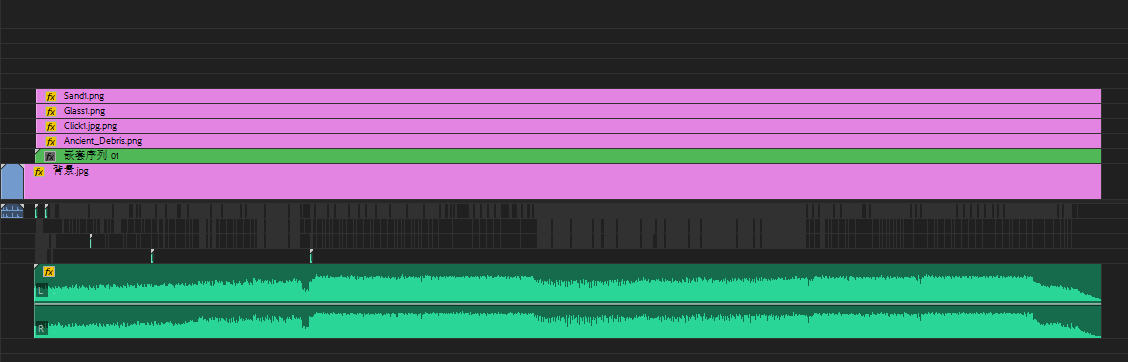 fx Sand1.png
fx Glass1.png
fx Click1.jpg.png
fx Ancient_Debris.png
fx 嵌套序列 01
fx 背景.jpg
fx
L
R